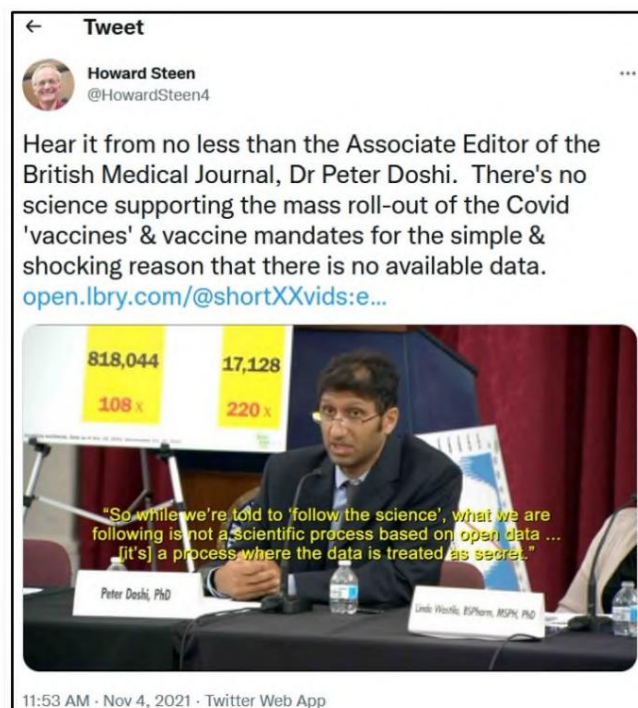 ← Tweet
Howard Steen
@HowardSteen4
Hear it from no less than the Associate Editor of the
British Medical Journal, Dr Peter Doshi. There's no
science supporting the mass roll-out of the Covid
'vaccines' & vaccine mandates for the simple &
shocking reason that there is no available data.
open.lbry.com/@shortXXvids:e...
818,044 17,128
108 x 220 x
"So while we're told to 'follow the science', what we are
following is not a scientific process based on open data ...
[it's] a process where the data is treated as secret."
Peter Doshi, PhD
Linda Wastila, BSPharm, MSPH, PhD
11:53 AM · Nov 4, 2021 · Twitter Web App